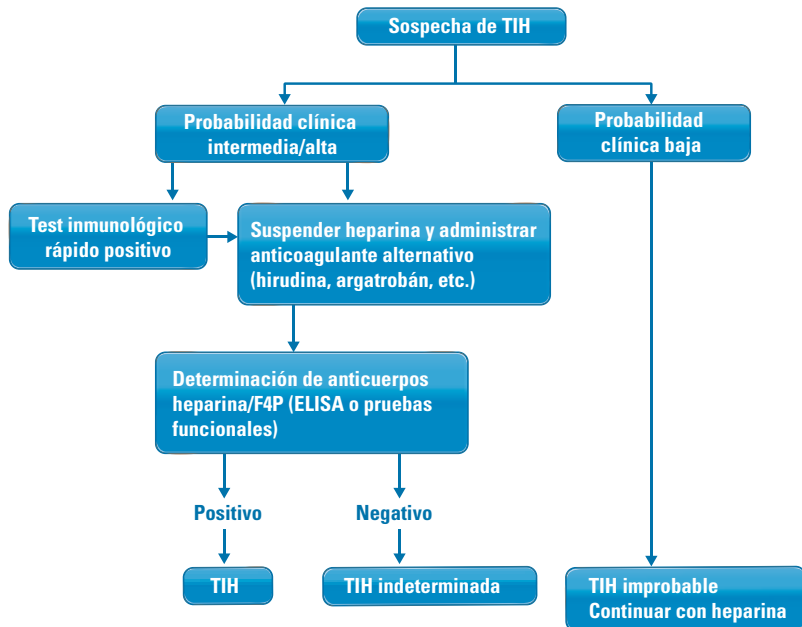 Sospecha de TIH
Probabilidad clínica
intermedia/alta
Probabilidad
clínica baja
Test inmunológico
rápido positivo
Suspender heparina y administrar
anticoagulante alternativo
(hirudina, argatrobán, etc.)
Determinación de anticuerpos
heparina/F4P (ELISA o pruebas
funcionales)
Positivo
Negativo
TIH
TIH indeterminada
TIH improbable
Continuar con heparina